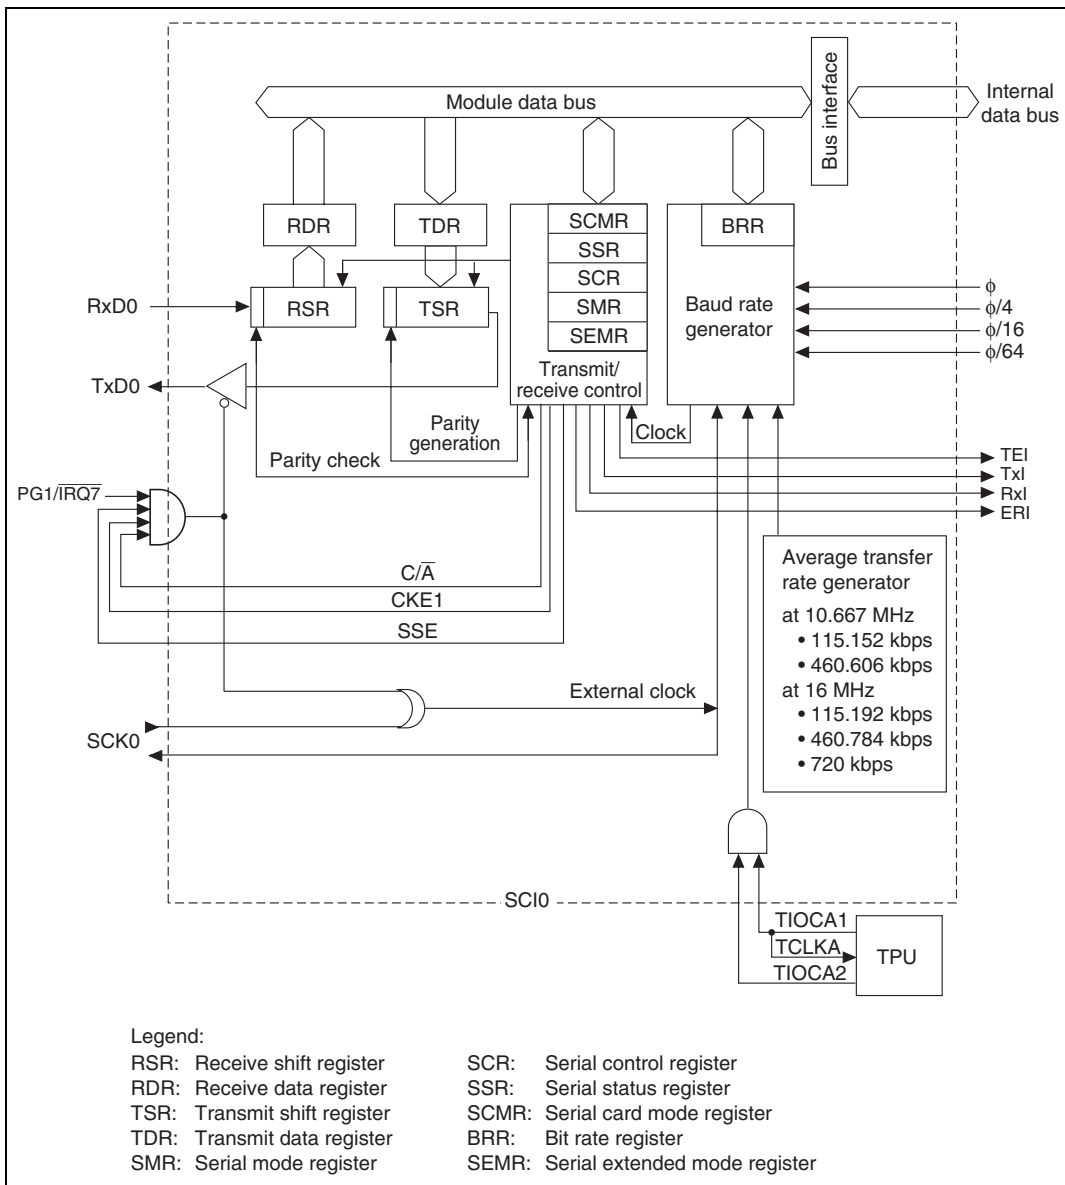 Module data bus
Bus interface
Internal
data bus
RDR
TDR
SCMR
SSR
SCR
SMR
SEMR
Transmit/
receive control
BRR
Baud rate
generator
RxD0
RSR
TSR
ϕ
ϕ/4
ϕ/16
ϕ/64
TxD0
Parity
generation
Parity check
Clock
TEI
TxI
RxI
ERI
PG1/I̅R̅Q̅7̅
C/A̅
CKE1
SSE
Average transfer
rate generator
at 10.667 MHz
• 115.152 kbps
• 460.606 kbps
at 16 MHz
• 115.192 kbps
• 460.784 kbps
• 720 kbps
External clock
SCK0
SCI0
TIOCA1
TCLKA
TIOCA2
TPU
Legend:
RSR: Receive shift register
RDR: Receive data register
TSR: Transmit shift register
TDR: Transmit data register
SMR: Serial mode register
SCR: Serial control register
SSR: Serial status register
SCMR: Serial card mode register
BRR: Bit rate register
SEMR: Serial extended mode register